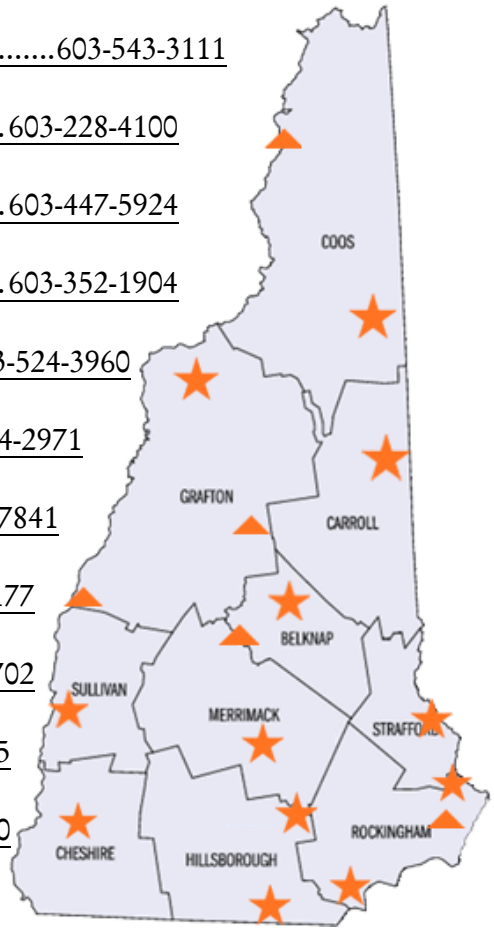 .......603-543-3111
.603-228-4100
COOS
.603-447-5924
.603-352-1904
3-524-3960
4-2971
GRAFTON
7841
CARROLL
177
BELKNAP
702
SULLIVAN
MERRIMACK
STRAFFORD
5
0
ROCKINGHAM
CHESHIRE
HILLSBOROUGH